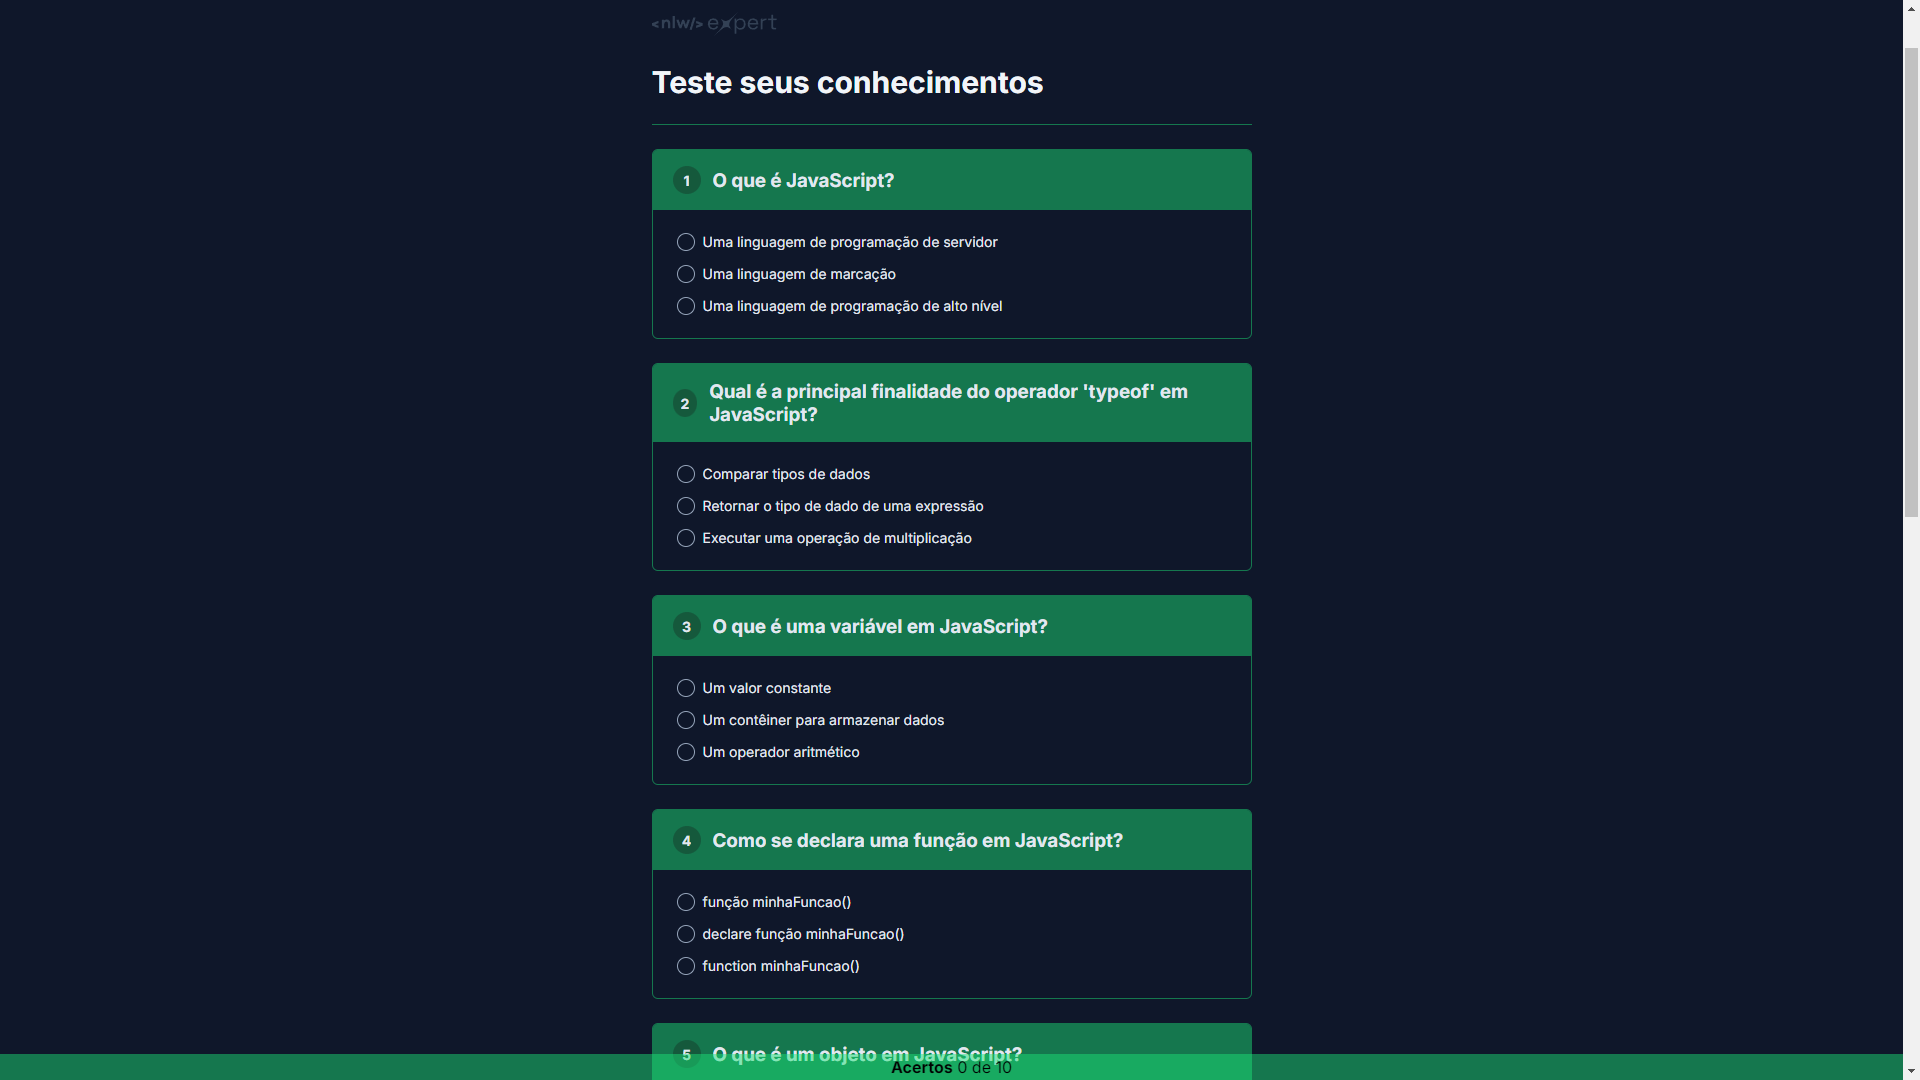 <nlw/> expert
Teste seus conhecimentos
1 O que é JavaScript?
Uma linguagem de programação de servidor
Uma linguagem de marcação
Uma linguagem de programação de alto nível
2 Qual é a principal finalidade do operador 'typeof' em
JavaScript?
Comparar tipos de dados
Retornar o tipo de dado de uma expressão
Executar uma operação de multiplicação
3 O que é uma variável em JavaScript?
Um valor constante
Um contêiner para armazenar dados
Um operador aritmético
4 Como se declara uma função em JavaScript?
função minhaFuncao()
declare função minhaFuncao()
function minhaFuncao()
5 O que é um objeto em JavaScript?
Acertos 0 de 10